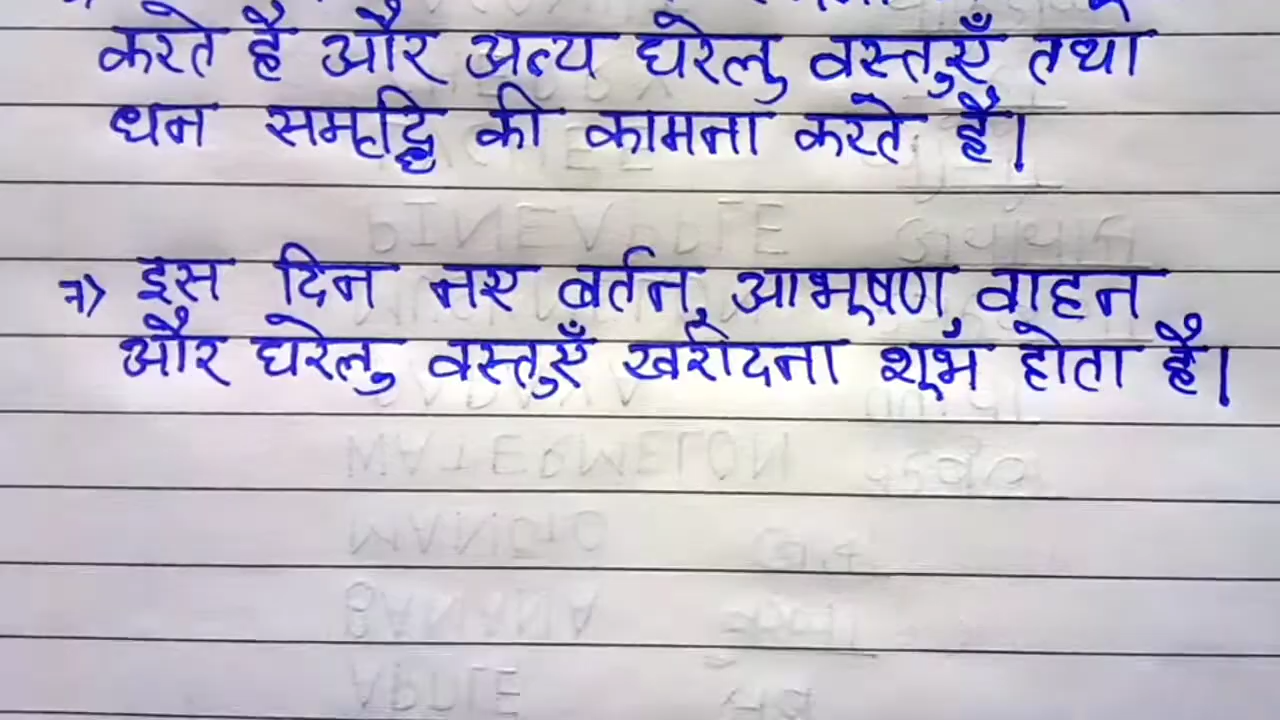 करते है और अन्य घरेलु वस्तुएँ तथा
धन समृद्धि की कामना करते है।
7) इस दिन नए बर्तन, आभूषण, वाहन
और घरेलु वस्तुएँ खरीदना शुभ होता है।